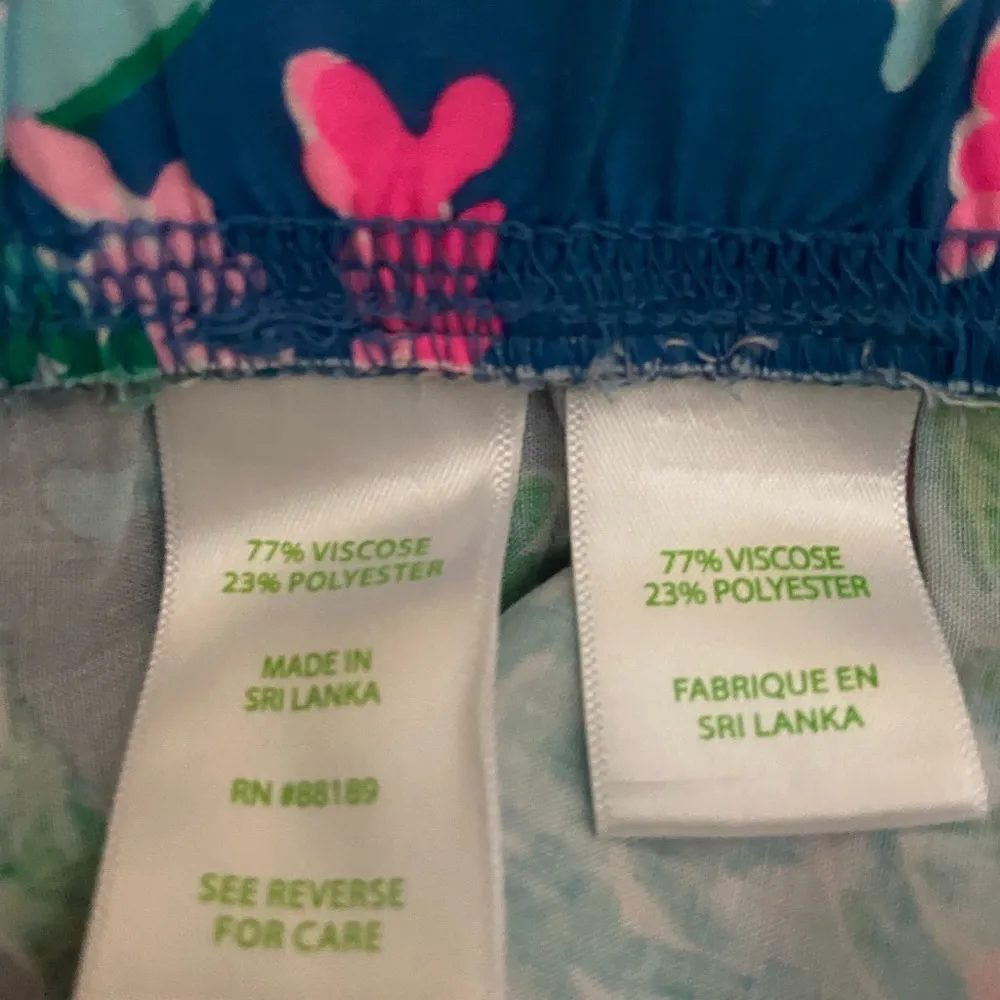 77% VISCOSE
23% POLYESTER
MADE IN
SRI LANKA
RN #88189
SEE REVERSE
FOR CARE
77% VISCOSE
23% POLYESTER
FABRIQUE EN
SRI LANKA